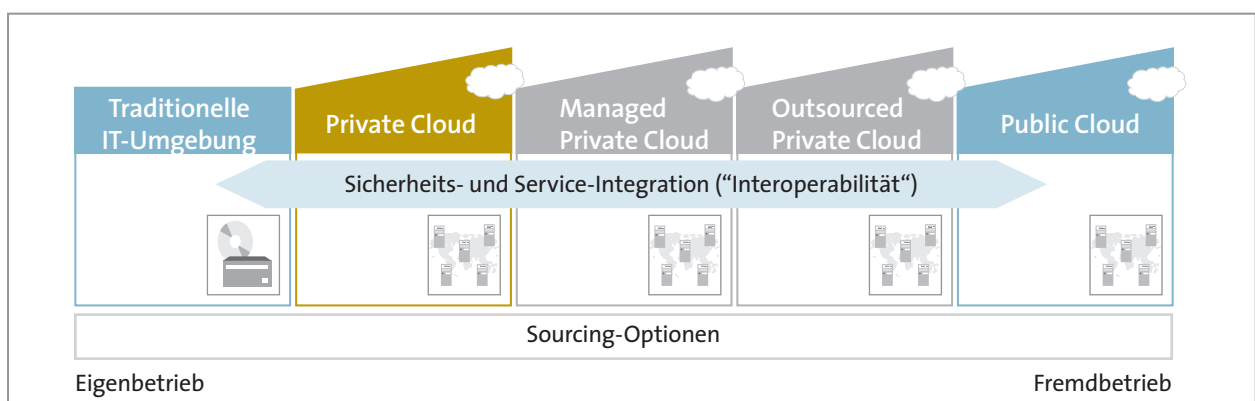 Traditionelle
IT-Umgebung
Private Cloud
Managed
Private Cloud
Outsourced
Private Cloud
Public Cloud
Sicherheits- und Service-Integration (“Interoperabilität“)
Sourcing-Optionen
Eigenbetrieb
Fremdbetrieb